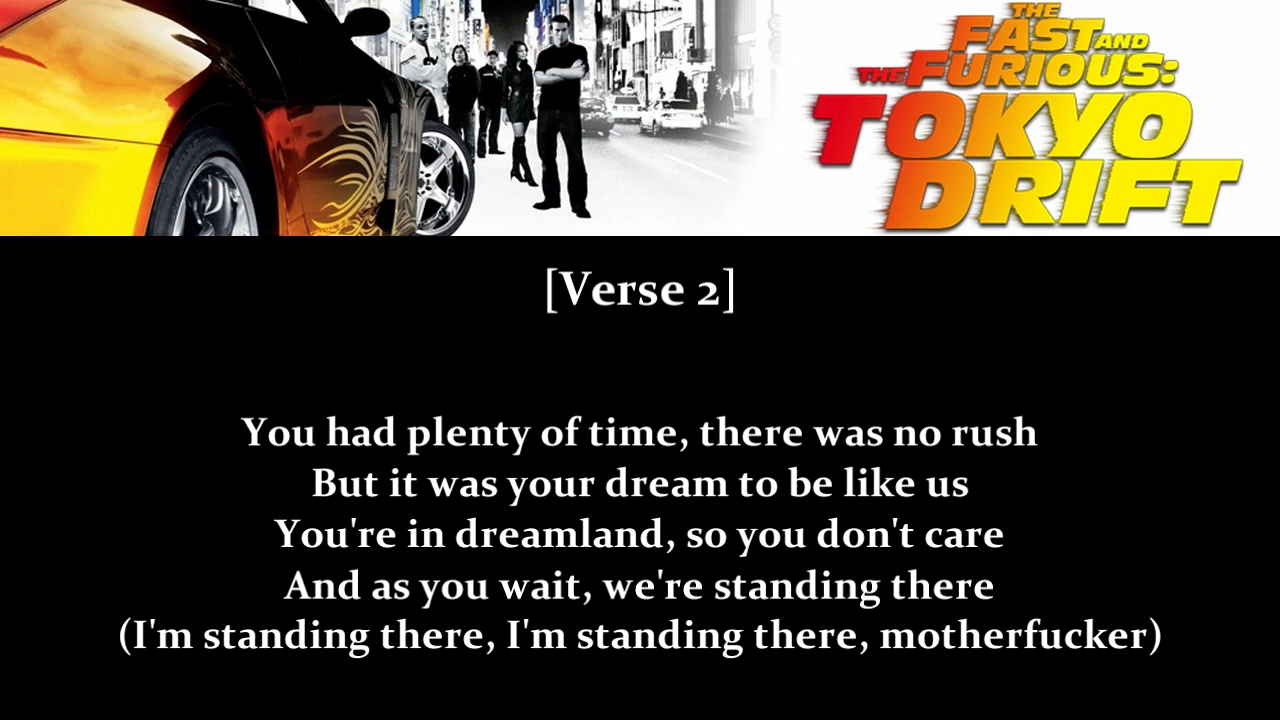 THE
FAST AND
THE FURIOUS:
TOKYO
DRIFT
[Verse 2]
You had plenty of time, there was no rush
But it was your dream to be like us
You're in dreamland, so you don't care
And as you wait, we're standing there
(I'm standing there, I'm standing there, motherfucker)